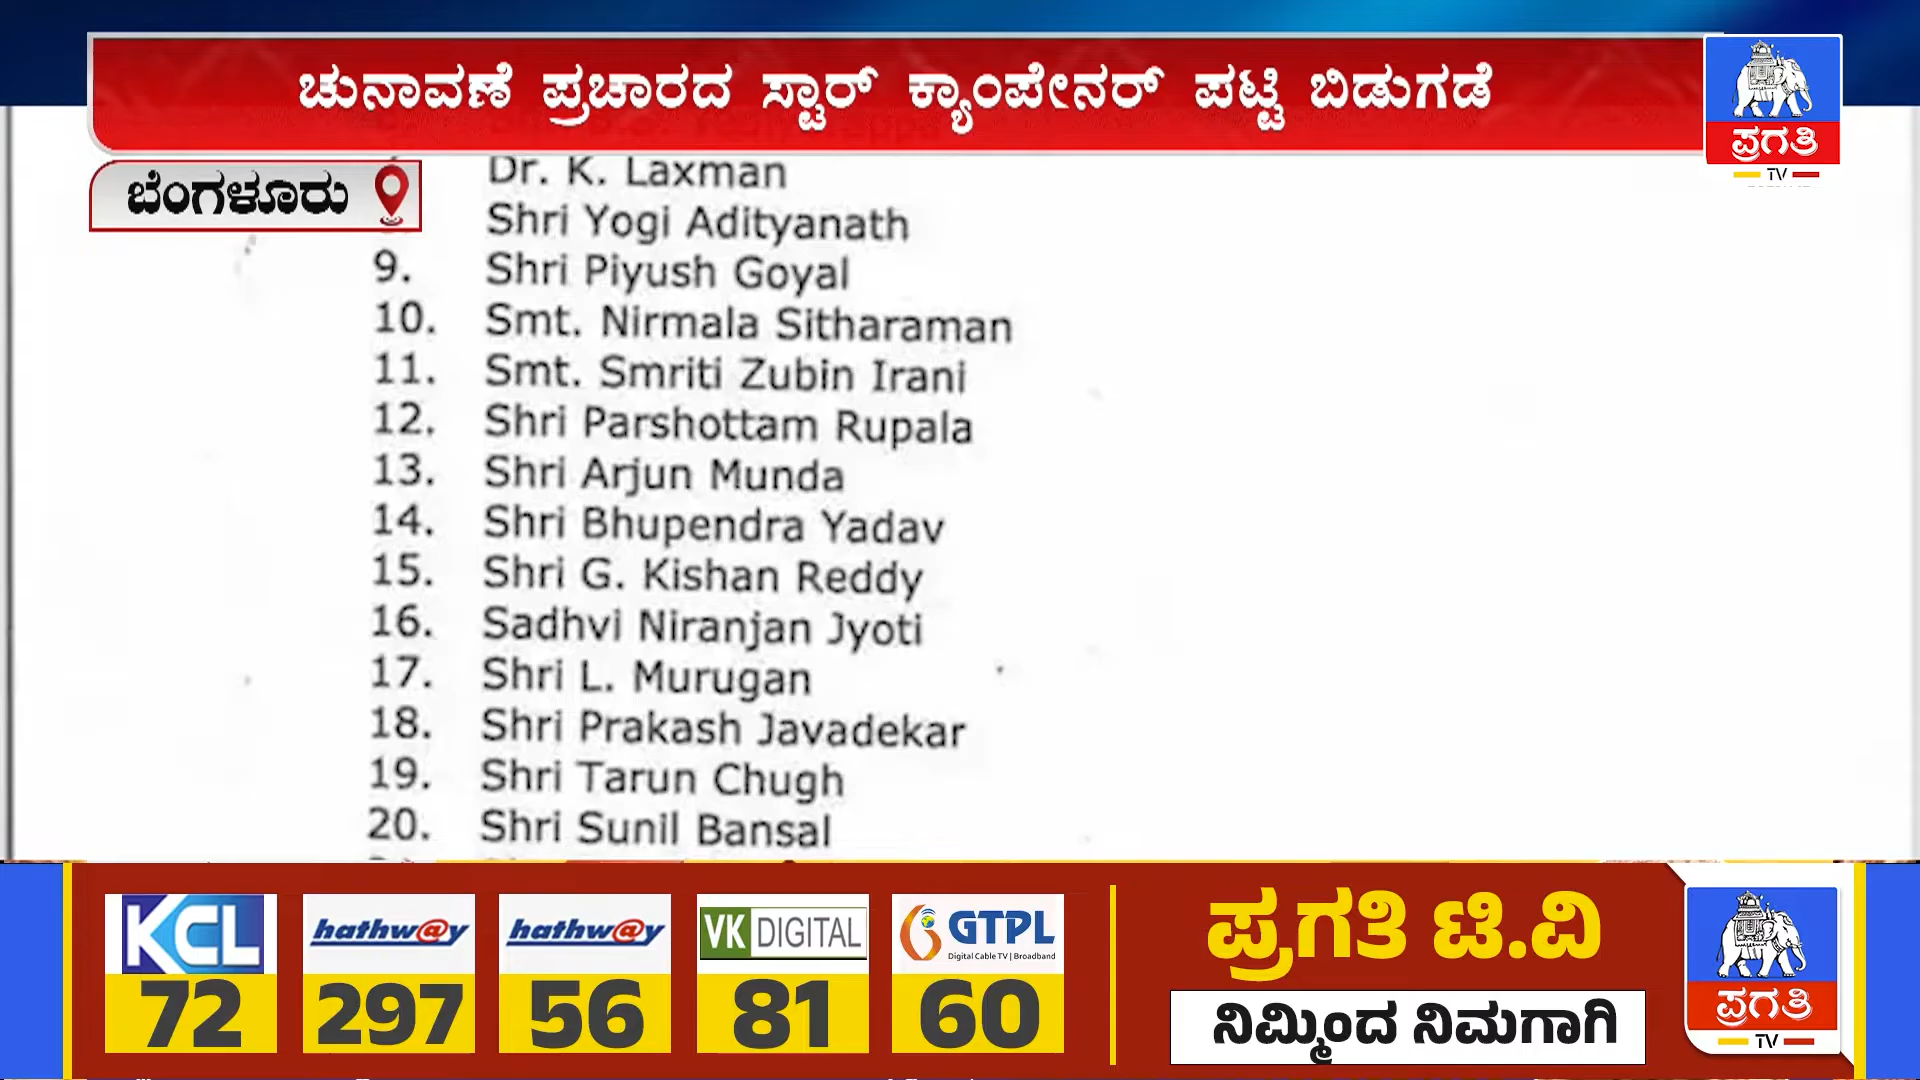 ಚುನಾವಣೆ ಪ್ರಚಾರದ ಸ್ಟಾರ್ ಕ್ಯಾಂಪೇನರ್ ಪಟ್ಟಿ ಬಿಡುಗಡೆ
ಪ್ರಗತಿ
TV
ಬೆಂಗಳೂರು
Dr. K. Laxman
Shri Yogi Adityanath
9. Shri Piyush Goyal
10. Smt. Nirmala Sitharaman
11. Smt. Smriti Zubin Irani
12. Shri Parshottam Rupala
13. Shri Arjun Munda
14. Shri Bhupendra Yadav
15. Shri G. Kishan Reddy
16. Sadhvi Niranjan Jyoti
17. Shri L. Murugan
18. Shri Prakash Javadekar
19. Shri Tarun Chugh
20. Shri Sunil Bansal
KCL hathw@y hathw@y VK DIGITAL GTPL
Digital Cable TV | Broadband
72 297 56 81 60
ಪ್ರಗತಿ ಟಿ.ವಿ
ನಿಮ್ಮಿಂದ ನಿಮಗಾಗಿ
ಪ್ರಗತಿ
TV